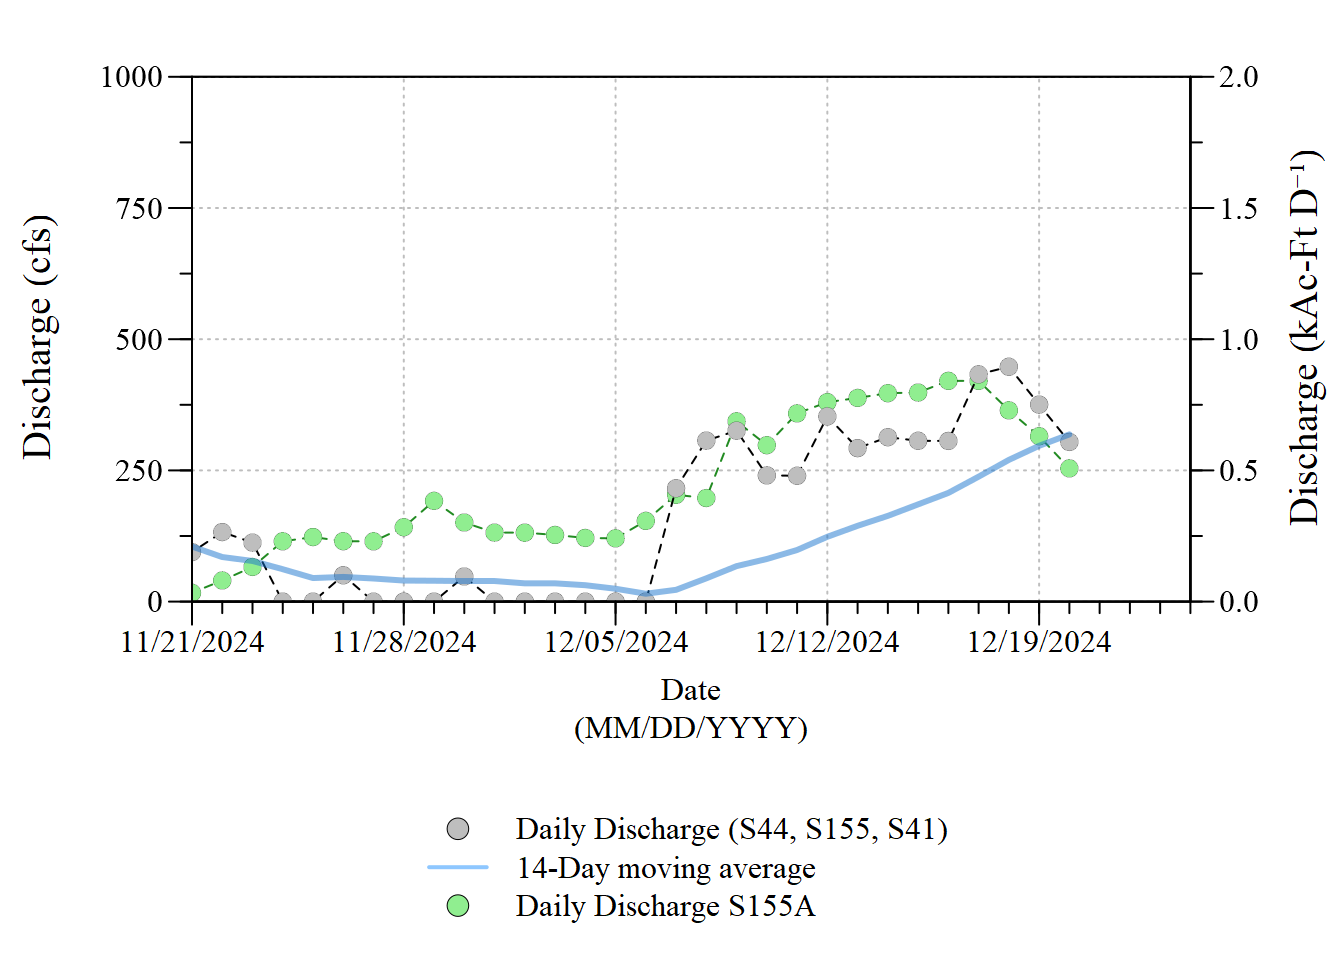 1000
750
500
250
0
2.0
1.5
1.0
0.5
0.0
Discharge (cfs)
Discharge (kAc-Ft D⁻¹)
11/21/2024
11/28/2024
12/05/2024
12/12/2024
12/19/2024
Date
(MM/DD/YYYY)
Daily Discharge (S44, S155, S41)
14-Day moving average
Daily Discharge S155A